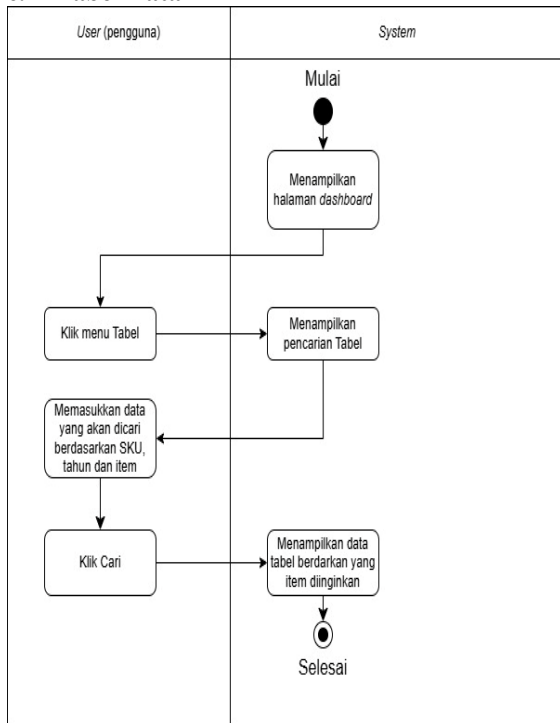 User (pengguna)
System
Mulai
Menampilkan
halaman dashboard
Klik menu Tabel
Menampilkan
pencarian Tabel
Memasukkan data
yang akan dicari
berdasarkan SKU,
tahun dan item
Klik Cari
Menampilkan data
tabel berdarkan yang
item diinginkan
Selesai